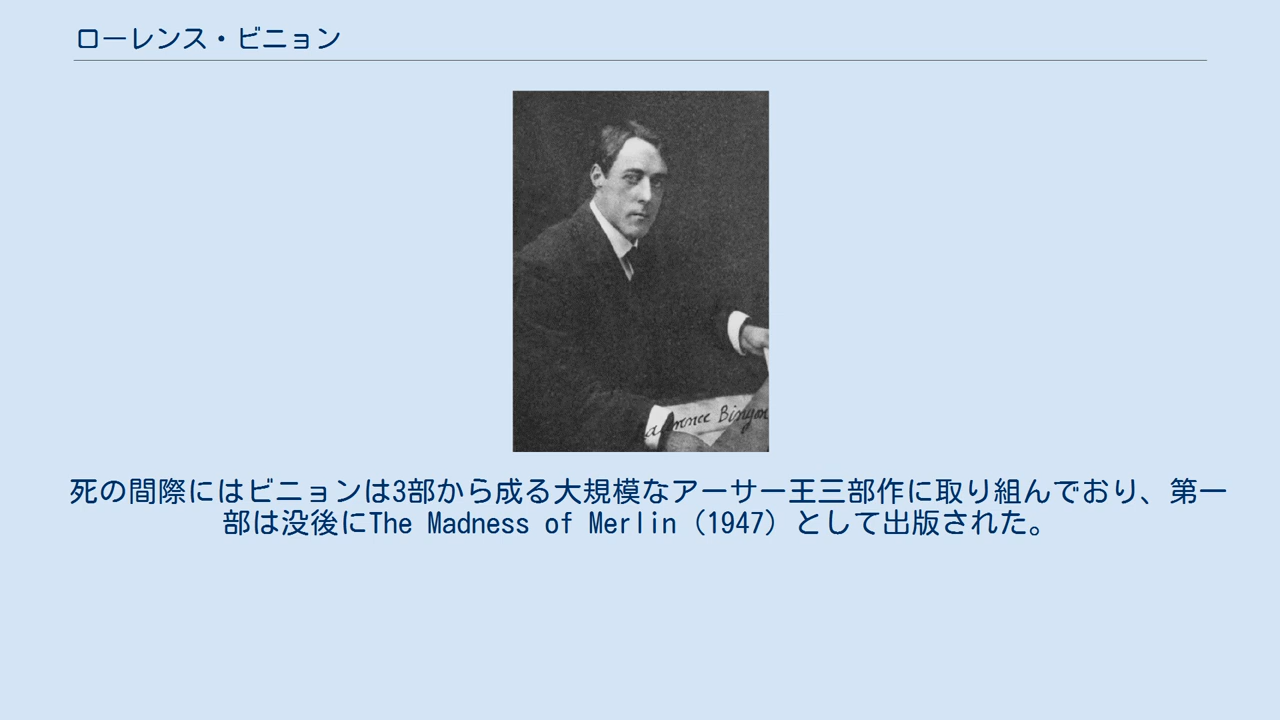 ローレンス・ビニョン
Laurence Binyon
死の間際にはビニョンは3部から成る大規模なアーサー王三部作に取り組んでおり、第一
部は没後にThe Madness of Merlin（1947）として出版された。